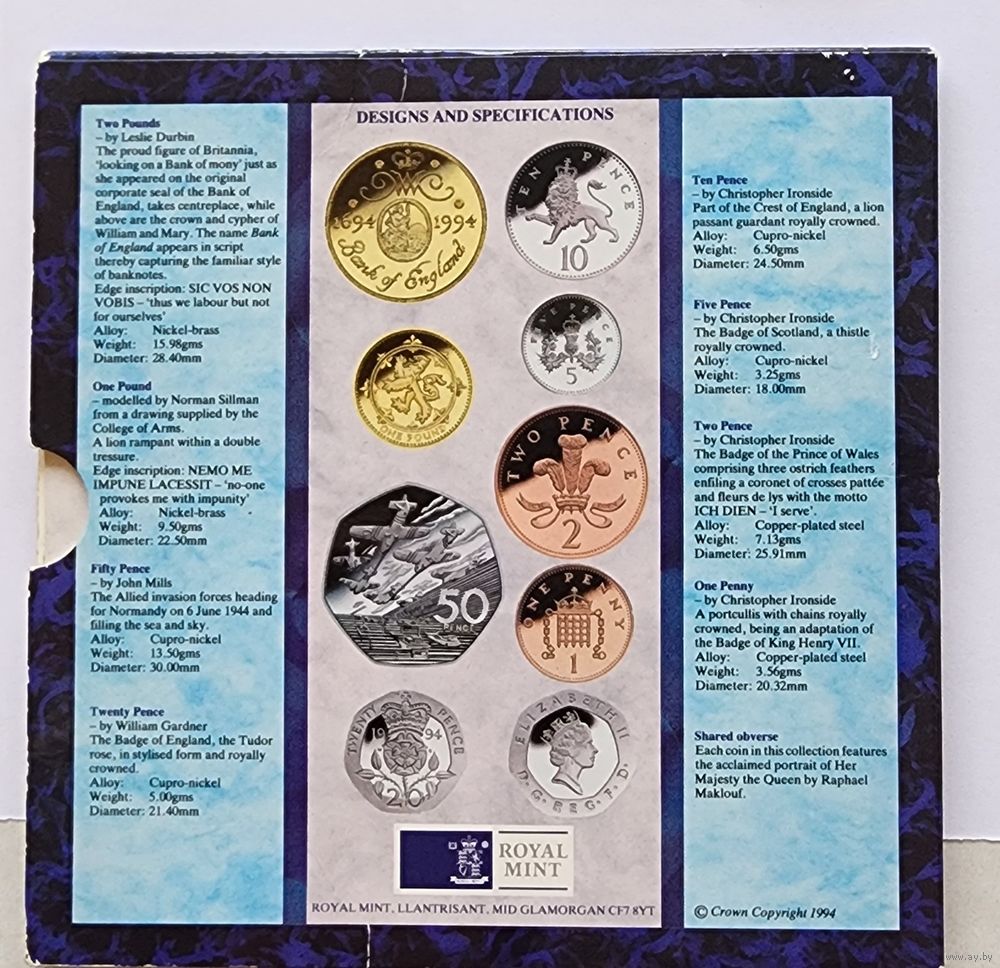 Two Pounds
– by Leslie Durbin
The proud figure of Britannia,
'looking on a Bank of mony' just as
she appeared on the original
corporate seal of the Bank of
England, takes centreplace, while
above are the crown and cypher of
William and Mary. The name Bank
of England appears in script
thereby capturing the familiar style
of banknotes.
Edge inscription: SIC VOS NON
VOBIS – 'thus we labour but not
for ourselves'
Alloy: Nickel-brass
Weight: 15.98gms
Diameter: 28.40mm
One Pound
– modelled by Norman Sillman
from a drawing supplied by the
College of Arms.
A lion rampant within a double
tressure.
Edge inscription: NEMO ME
IMPUNE LACESSIT – 'no-one
provokes me with impunity'
Alloy: Nickel-brass
Weight: 9.50gms
Diameter: 22.50mm
Fifty Pence
– by John Mills
The Allied invasion forces heading
for Normandy on 6 June 1944 and
filling the sea and sky.
Alloy: Cupro-nickel
Weight: 13.50gms
Diameter: 30.00mm
Twenty Pence
– by William Gardner
The Badge of England, the Tudor
rose, in stylised form and royally
crowned.
Alloy: Cupro-nickel
Weight: 5.00gms
Diameter: 21.40mm
DESIGNS AND SPECIFICATIONS
1694 1994
Bank of England
TEN PENCE
10
FIVE PENCE
5
ONE POUND
TWO PENCE
2
50
PENCE
ONE PENNY
1
TWENTY PENCE
1994
20
ELIZABETH II
D·G·REG·F·D·
ROYAL
MINT
ROYAL MINT, LLANTRISANT, MID GLAMORGAN CF7 8YT
Ten Pence
– by Christopher Ironside
Part of the Crest of England, a lion
passant guardant royally crowned.
Alloy: Cupro-nickel
Weight: 6.50gms
Diameter: 24.50mm
Five Pence
– by Christopher Ironside
The Badge of Scotland, a thistle
royally crowned.
Alloy: Cupro-nickel
Weight: 3.25gms
Diameter: 18.00mm
Two Pence
– by Christopher Ironside
The Badge of the Prince of Wales
comprising three ostrich feathers
enfiling a coronet of crosses pattée
and fleurs de lys with the motto
ICH DIEN – 'I serve'.
Alloy: Copper-plated steel
Weight: 7.13gms
Diameter: 25.91mm
One Penny
– by Christopher Ironside
A portcullis with chains royally
crowned, being an adaptation of
the Badge of King Henry VII.
Alloy: Copper-plated steel
Weight: 3.56gms
Diameter: 20.32mm
Shared obverse
Each coin in this collection features
the acclaimed portrait of Her
Majesty the Queen by Raphael
Maklouf.
© Crown Copyright 1994
www.ay.by